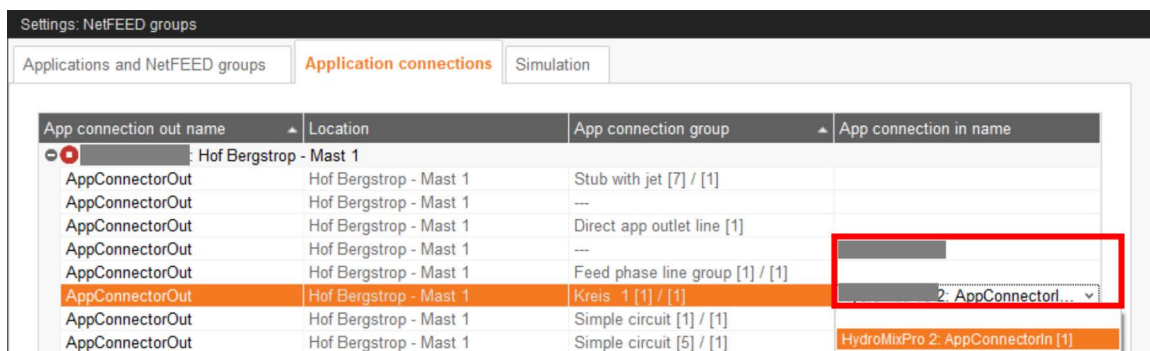 Settings: NetFEED groups
Applications and NetFEED groups Application connections Simulation
App connection out name Location App connection group App connection in name
: Hof Bergstrop - Mast 1
AppConnectorOut Hof Bergstrop - Mast 1 Stub with jet [7] / [1]
AppConnectorOut Hof Bergstrop - Mast 1 ---
AppConnectorOut Hof Bergstrop - Mast 1 Direct app outlet line [1]
AppConnectorOut Hof Bergstrop - Mast 1 ---
AppConnectorOut Hof Bergstrop - Mast 1 Feed phase line group [1] / [1]
AppConnectorOut Hof Bergstrop - Mast 1 Kreis 1 [1] / [1] 2: AppConnectorI...
AppConnectorOut Hof Bergstrop - Mast 1 Simple circuit [1] / [1]
AppConnectorOut Hof Bergstrop - Mast 1 Simple circuit [5] / [1] HydroMixPro 2: AppConnectorIn [1]